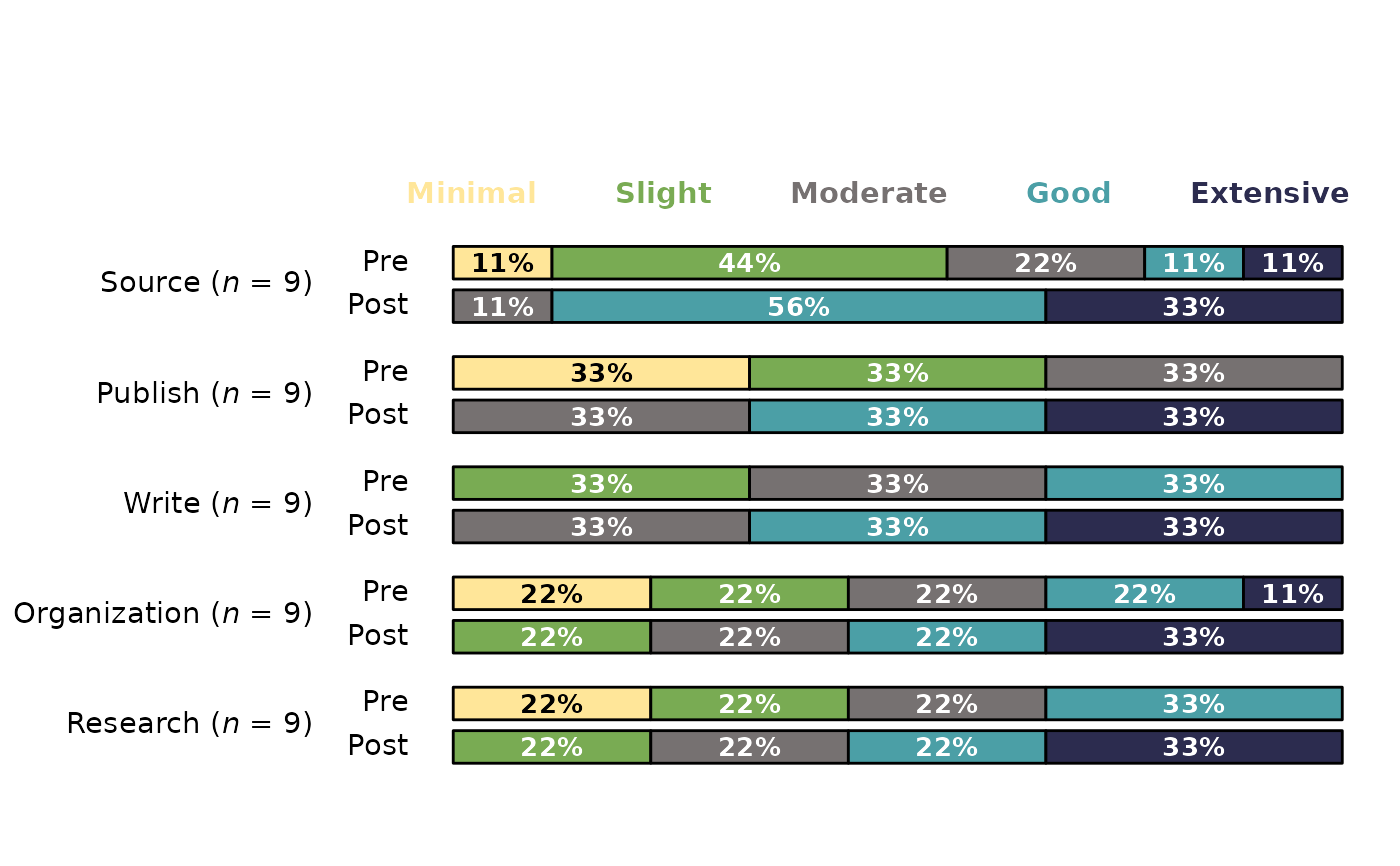 Minimal Slight Moderate Good Extensive
Source (n = 9)
Pre 11% 44% 22% 11% 11%
Post 11% 56% 33%
Publish (n = 9)
Pre 33% 33% 33%
Post 33% 33% 33%
Write (n = 9)
Pre 33% 33% 33%
Post 33% 33% 33%
Organization (n = 9)
Pre 22% 22% 22% 22% 11%
Post 22% 22% 22% 33%
Research (n = 9)
Pre 22% 22% 22% 33%
Post 22% 22% 22% 33%